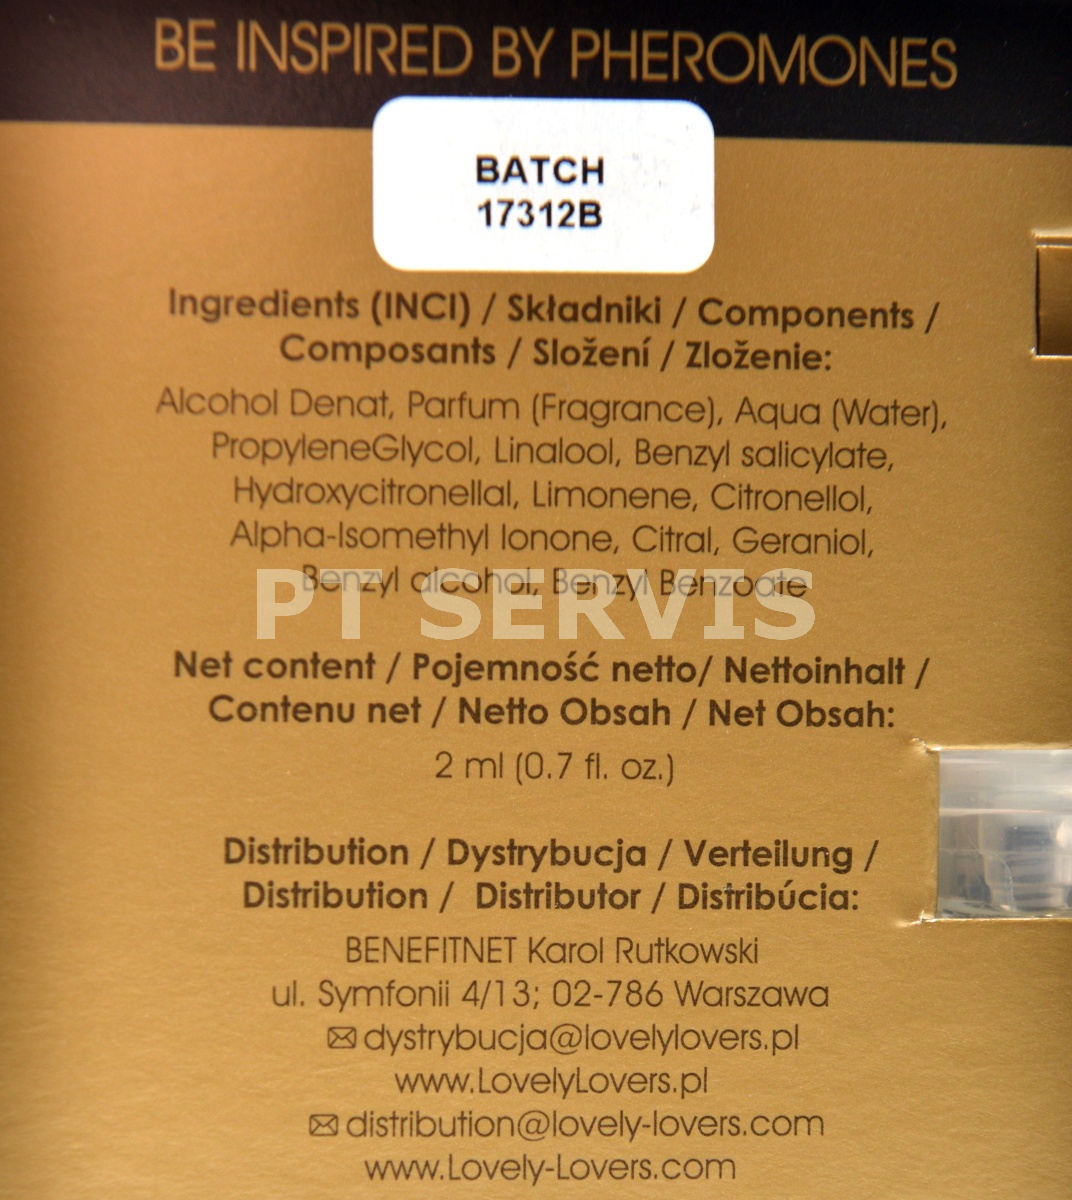 BE INSPIRED BY PHEROMONES
BATCH
17312B
Ingredients (INCI) / Składniki / Components /
Composants / Složení / Zloženie:
Alcohol Denat, Parfum (Fragrance), Aqua (Water),
PropyleneGlycol, Linalool, Benzyl salicylate,
Hydroxycitronellal, Limonene, Citronellol,
Alpha-Isomethyl Ionone, Citral, Geraniol,
Benzyl alcohol, Benzyl Benzoate
PT SERVIS
Net content / Pojemność netto/ Nettoinhalt /
Contenu net / Netto Obsah / Net Obsah:
2 ml (0.7 fl. oz.)
Distribution / Dystrybucja / Verteilung /
Distribution / Distributor / Distribúcia:
BENEFITNET Karol Rutkowski
ul. Symfonii 4/13; 02-786 Warszawa
✉ dystrybucja@lovelylovers.pl
www.LovelyLovers.pl
✉ distribution@lovely-lovers.com
www.Lovely-Lovers.com